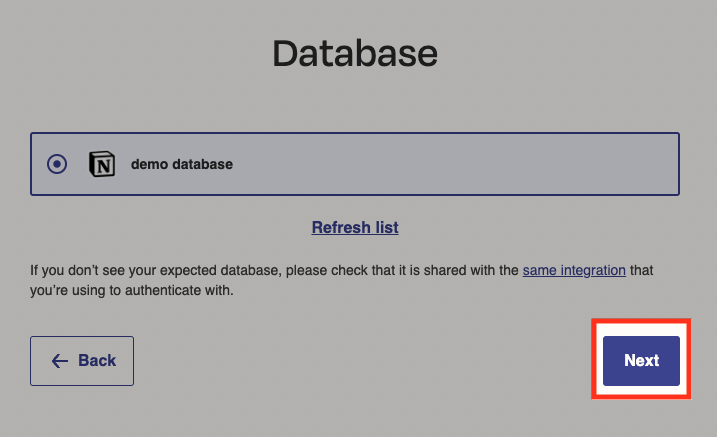 Database
N demo database
Refresh list
If you don’t see your expected database, please check that it is shared with the same integration that
you’re using to authenticate with.
← Back
Next